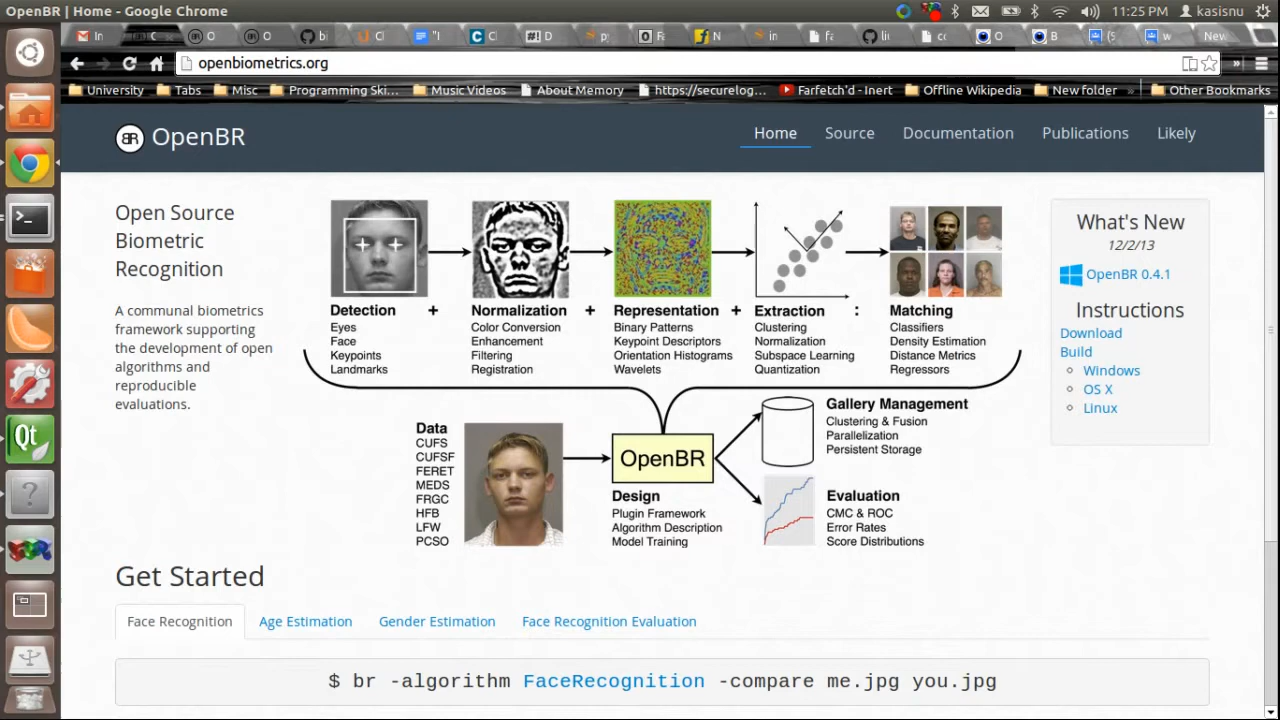 OpenBR | Home - Google Chrome
11:25 PM
kasisnu
openbiometrics.org
»
University
Tabs
Misc
Programming Ski...
Music Videos
About Memory
https://securelog...
Farfetch'd - Inert
Offline Wikipedia
New folder
»
Other Bookmarks
OpenBR
Home
Source
Documentation
Publications
Likely
Open Source
Biometric
Recognition
A communal biometrics
framework supporting
the development of open
algorithms and
reproducible
evaluations.
Detection + Normalization + Representation + Extraction : Matching
Eyes
Face
Keypoints
Landmarks
Color Conversion
Enhancement
Filtering
Registration
Binary Patterns
Keypoint Descriptors
Orientation Histograms
Wavelets
Clustering
Normalization
Subspace Learning
Quantization
Classifiers
Density Estimation
Distance Metrics
Regressors
Data
CUFS
CUFSF
FERET
MEDS
FRGC
HFB
LFW
PCSO
OpenBR
Design
Plugin Framework
Algorithm Description
Model Training
Gallery Management
Clustering & Fusion
Parallelization
Persistent Storage
Evaluation
CMC & ROC
Error Rates
Score Distributions
What's New
12/2/13
OpenBR 0.4.1
Instructions
Download
Build
Windows
OS X
Linux
Get Started
Face Recognition
Age Estimation
Gender Estimation
Face Recognition Evaluation
$ br -algorithm FaceRecognition -compare me.jpg you.jpg